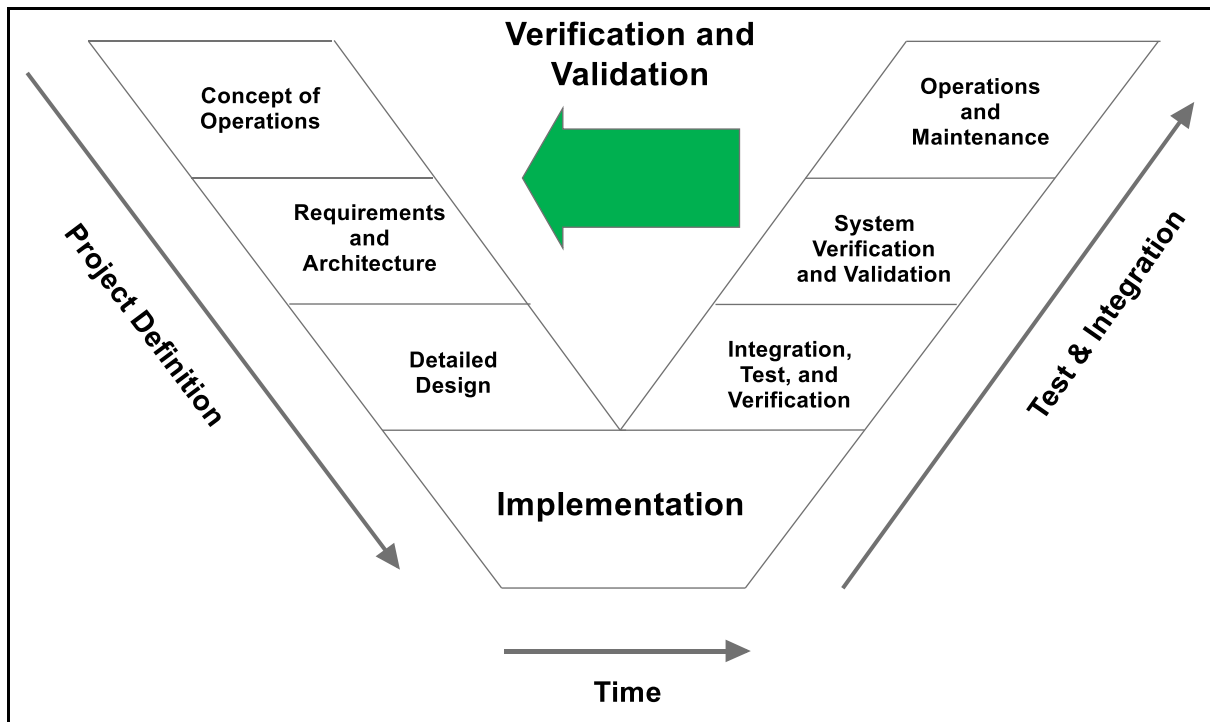 Verification and
Validation
Concept of
Operations
Operations
and
Maintenance
Requirements
and
Architecture
System
Verification
and Validation
Project Definition
Test & Integration
Detailed
Design
Integration,
Test, and
Verification
Implementation
Time